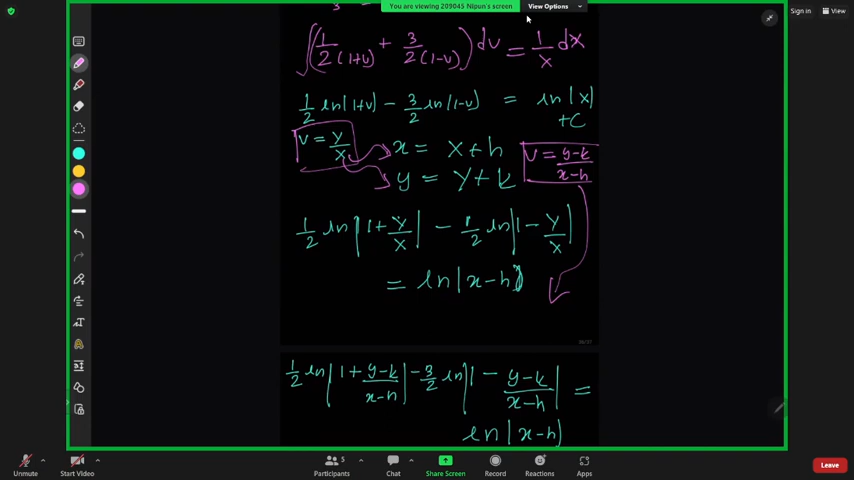 You are viewing 209045 Nipun's screen
View Options
Sign in
View
∫(1/2(1+v) + 3/2(1-v)) dv = 1/x dx
1/2 ln(1+v) - 3/2 ln(1-v) = ln|x| + C
v = Y/X
x = X+h
v = y-k/x-h
y = Y+k
1/2 ln|1 + Y/X| - 1/2 ln|1 - Y/X|
= ln|x-h|
36/37
1/2 ln|1 + y-k/x-h| - 3/2 ln|1 - y-k/x-h| =
ln|x-h)
Unmute
Start Video
Participants
5
Chat
Share Screen
Record
Reactions
Apps
Leave